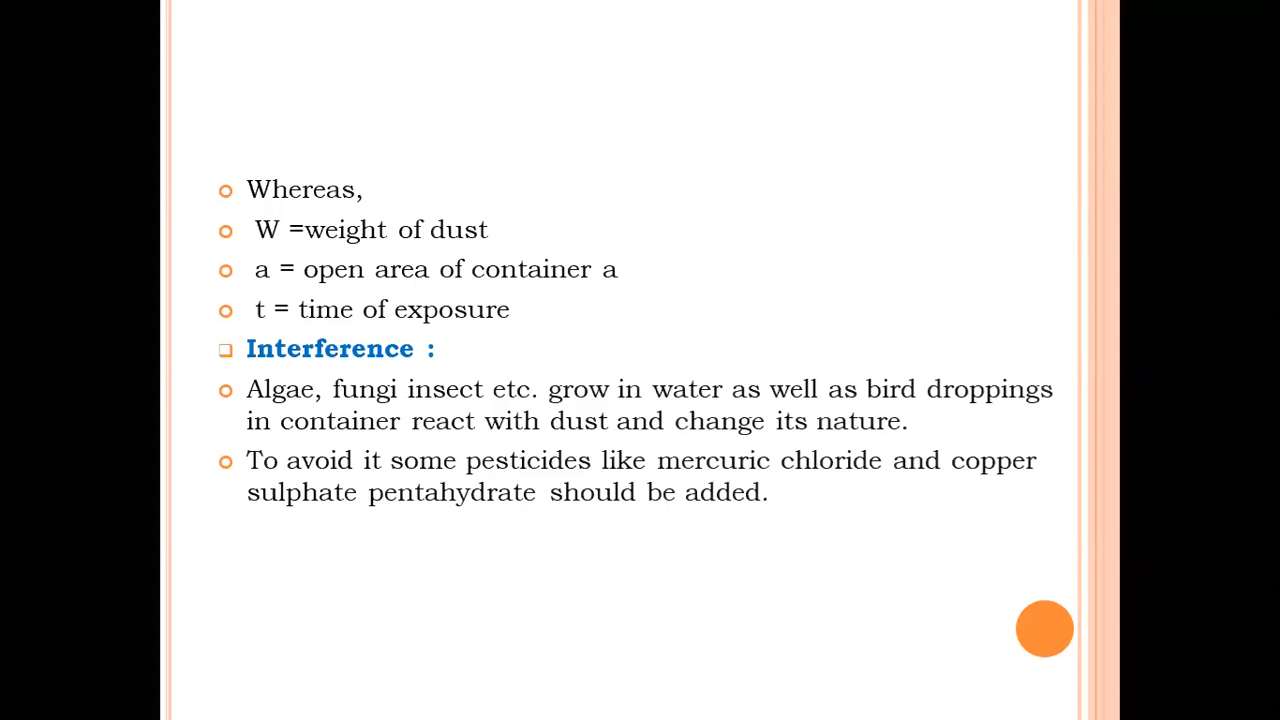 Whereas,
W =weight of dust
a = open area of container a
t = time of exposure
Interference :
Algae, fungi insect etc. grow in water as well as bird droppings
in container react with dust and change its nature.
To avoid it some pesticides like mercuric chloride and copper
sulphate pentahydrate should be added.